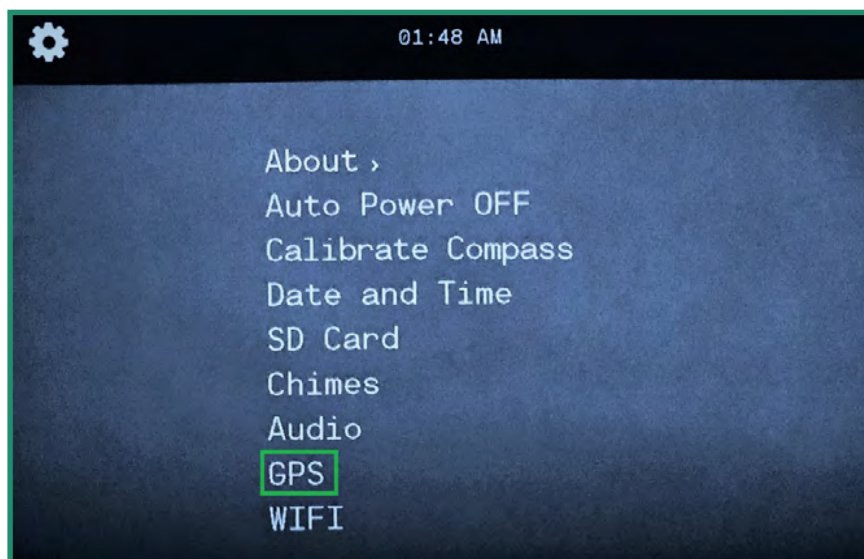 01:48 AM
About ›
Auto Power OFF
Calibrate Compass
Date and Time
SD Card
Chimes
Audio
GPS
WIFI